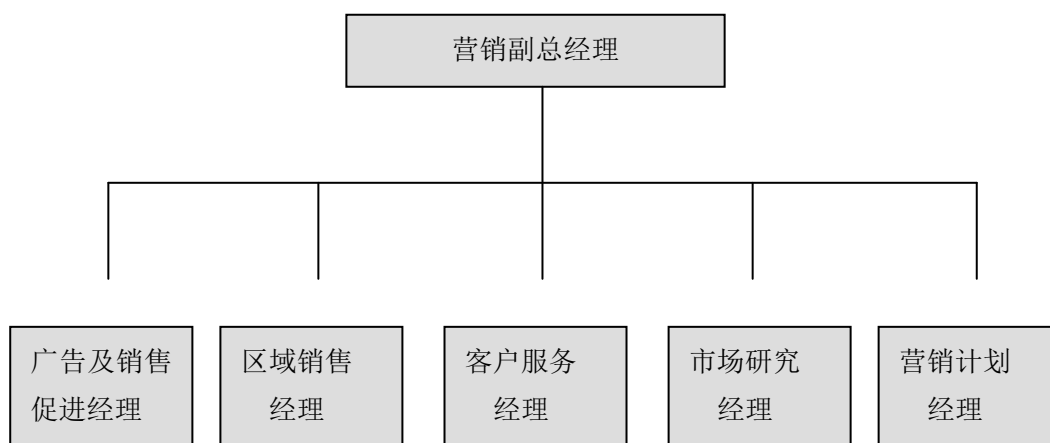 营销副总经理
广告及销售
促进经理
区域销售
经理
客户服务
经理
市场研究
经理
营销计划
经理